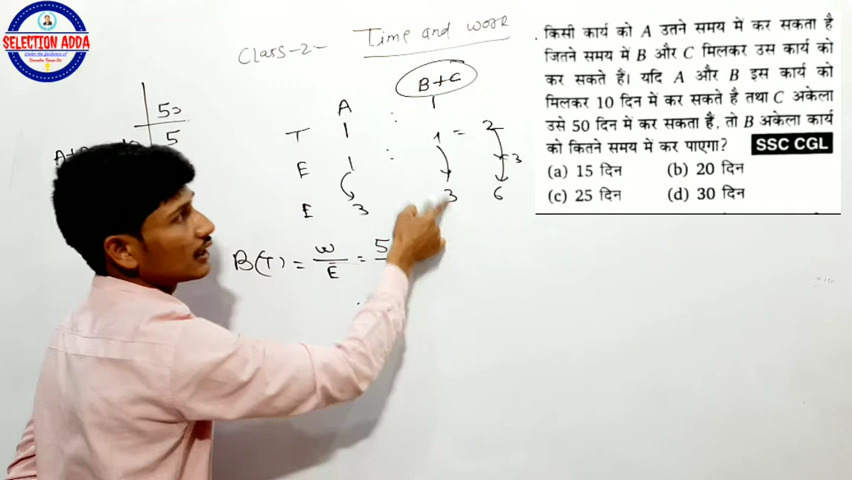 SELECTION ADDA
Class-2- Time and work
B+C
50
5
A
:
1
T 1
1 = 2
3
E 1 :
E 3
3 6
B(T) = W/E = 5
किसी कार्य को A उतने समय में कर सकता है
जितने समय में B और C मिलकर उस कार्य को
कर सकते हैं। यदि A और B इस कार्य को
मिलकर 10 दिन में कर सकते है तथा C अकेला
उसे 50 दिन में कर सकता है, तो B अकेला कार्य
को कितने समय में कर पाएगा? SSC CGL
(a) 15 दिन (b) 20 दिन
(c) 25 दिन (d) 30 दिन